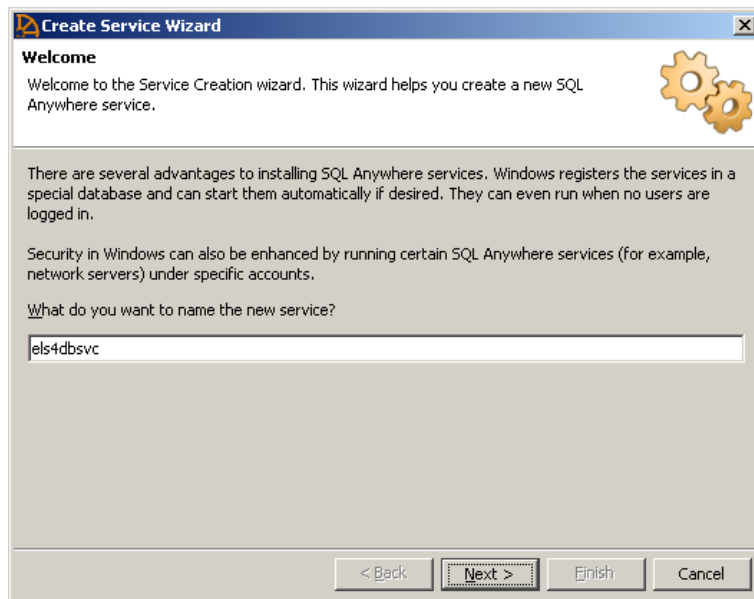 Create Service Wizard
Welcome
Welcome to the Service Creation wizard. This wizard helps you create a new SQL
Anywhere service.
There are several advantages to installing SQL Anywhere services. Windows registers the services in a
special database and can start them automatically if desired. They can even run when no users are
logged in.
Security in Windows can also be enhanced by running certain SQL Anywhere services (for example,
network servers) under specific accounts.
What do you want to name the new service?
els4dbsvc
< Back Next > Finish Cancel